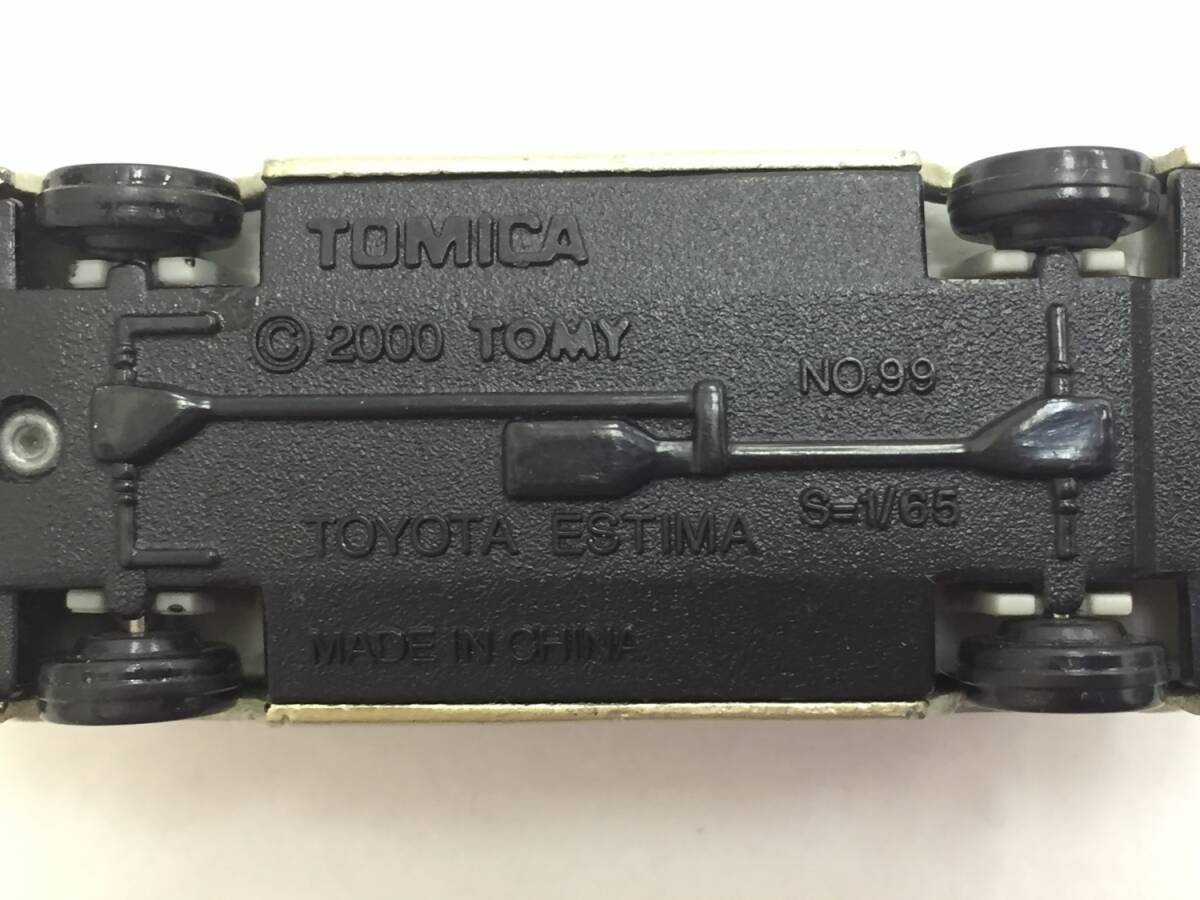 TOMICA
© 2000 TOMY
NO.99
TOYOTA ESTIMA
S=1/65
MADE IN CHINA